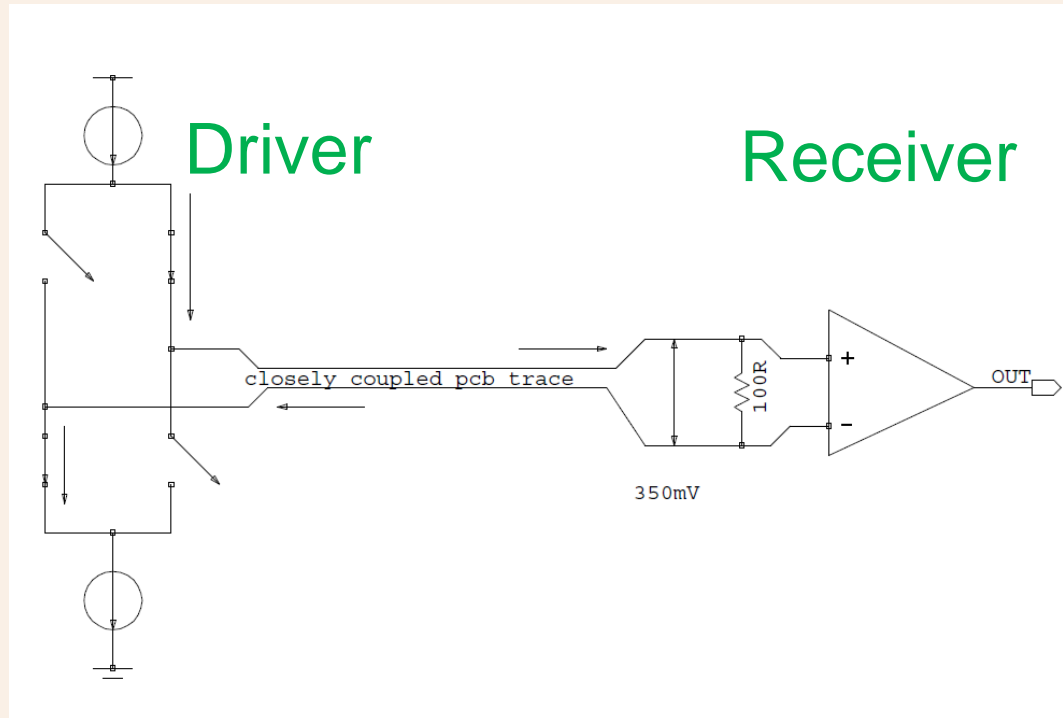 Driver
Receiver
closely coupled pcb trace
100R
+
-
OUT
350mV